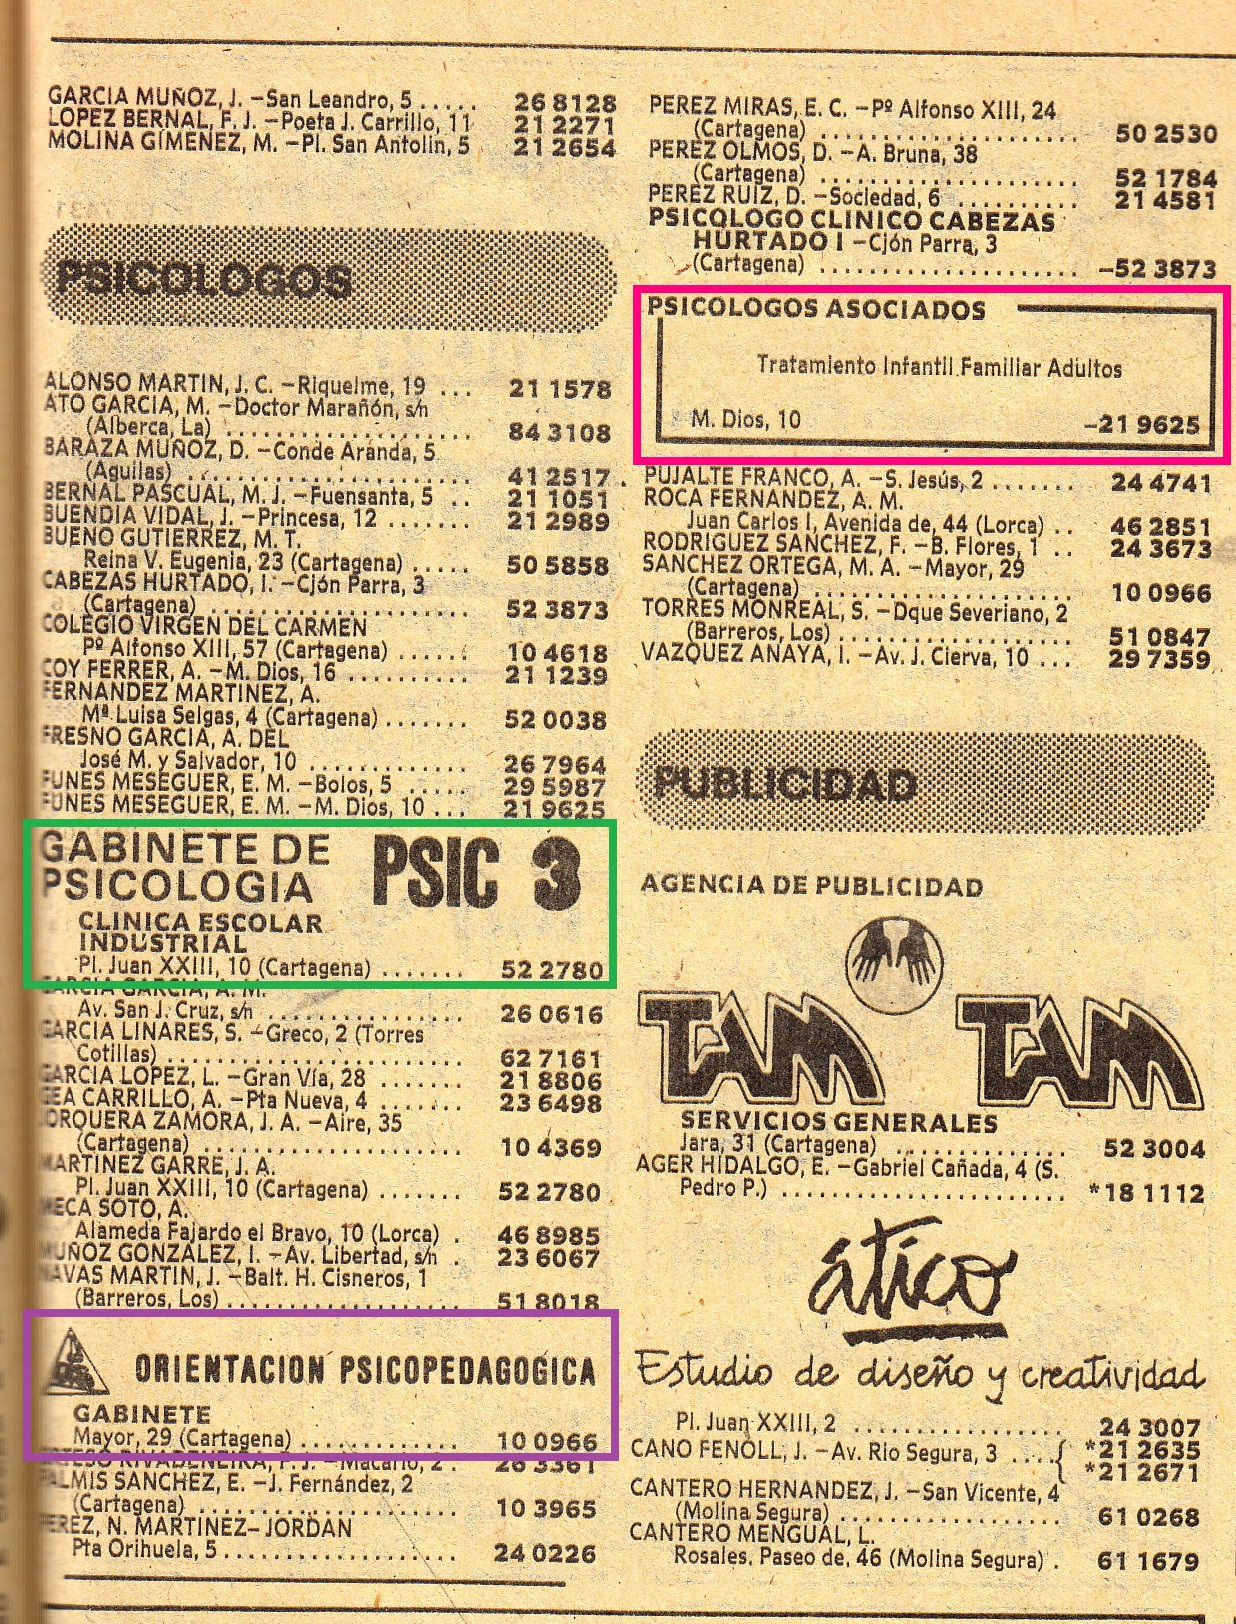 GARCIA MUÑOZ, J. –San Leandro, 5 ..... 26 8128
LOPEZ BERNAL, F. J. –Poeta J. Carrillo, 11 21 2271
MOLINA GIMENEZ, M. –Pl. San Antolín, 5 21 2654
PSICOLOGOS
ALONSO MARTIN, J. C. –Riquelme, 19 ... 21 1578
ATO GARCIA, M. –Doctor Marañón, s/n
(Alberca, La) .................... 84 3108
BARAZA MUÑOZ, D. –Conde Aranda, 5
(Aguilas) ....................... 41 2517
BERNAL PASCUAL, M. J. –Fuensanta, 5 .. 21 1051
BUENDIA VIDAL, J. –Princesa, 12 ....... 21 2989
BUENO GUTIERREZ, M. T.
Reina V. Eugenia, 23 (Cartagena) ..... 50 5858
CABEZAS HURTADO, I. –Cjón Parra, 3
(Cartagena) ..................... 52 3873
COLEGIO VIRGEN DEL CARMEN
Pº Alfonso XIII, 57 (Cartagena) ...... 10 4618
COY FERRER, A. –M. Dios, 16 .......... 21 1239
FERNANDEZ MARTINEZ, A.
Mª Luisa Selgas, 4 (Cartagena) ....... 52 0038
FRESNO GARCIA, A. DEL
José M. y Salvador, 10 ............. 26 7964
FUNES MESEGUER, E. M. –Bolos, 5 ..... 29 5987
FUNES MESEGUER, E. M. –M. Dios, 10 ... 21 9625
GABINETE DE PSIC 3
PSICOLOGIA
CLINICA ESCOLAR
INDUSTRIAL
Pl. Juan XXIII, 10 (Cartagena) ....... 52 2780
GARCIA GARCIA, A. M.
Av. San J. Cruz, s/n ................ 26 0616
GARCIA LINARES, S. –Greco, 2 (Torres
Cotillas) ........................ 62 7161
GARCIA LOPEZ, L. –Gran Vía, 28 ....... 21 8806
GEA CARRILLO, A. –Pta Nueva, 4 ....... 23 6498
JORQUERA ZAMORA, J. A. –Aire, 35
(Cartagena) ..................... 10 4369
MARTINEZ GARRE, J. A.
Pl. Juan XXIII, 10 (Cartagena) ....... 52 2780
MECA SOTO, A.
Alameda Fajardo el Bravo, 10 (Lorca) . 46 8985
MUÑOZ GONZALEZ, I. –Av. Libertad, s/n . 23 6067
NAVAS MARTIN, J. –Balt. H. Cisneros, 1
(Barreros, Los) ................... 51 8018
ORIENTACION PSICOPEDAGOGICA
GABINETE
Mayor, 29 (Cartagena) ............. 10 0966
RIVADENEIRA, F. J. –Macario, 2 . 26 3361
PALMIS SANCHEZ, E. –J. Fernández, 2
(Cartagena) ..................... 10 3965
PEREZ, N. MARTINEZ–JORDAN
Pta Orihuela, 5 ................... 24 0226
PEREZ MIRAS, E. C. –Pº Alfonso XIII, 24
(Cartagena) ..................... 50 2530
PEREZ OLMOS, D. –A. Bruna, 38
(Cartagena) ..................... 52 1784
PEREZ RUIZ, D. –Sociedad, 6 .......... 21 4581
PSICOLOGO CLINICO CABEZAS
HURTADO I –Cjón Parra, 3
(Cartagena) ..................... –52 3873
PSICOLOGOS ASOCIADOS
Tratamiento Infantil Familiar Adultos
M. Dios, 10 –21 9625
PUJALTE FRANCO, A. –S. Jesús, 2 ....... 24 4741
ROCA FERNANDEZ, A. M.
Juan Carlos I, Avenida de, 44 (Lorca) .. 46 2851
RODRIGUEZ SANCHEZ, F. –B. Flores, 1 .. 24 3673
SANCHEZ ORTEGA, M. A. –Mayor, 29
(Cartagena) ..................... 10 0966
TORRES MONREAL, S. –Dque Severiano, 2
(Barreros, Los) ................... 51 0847
VAZQUEZ ANAYA, I. –Av. J. Cierva, 10 ... 29 7359
PUBLICIDAD
AGENCIA DE PUBLICIDAD
TAM TAM
SERVICIOS GENERALES
Jara, 31 (Cartagena) .............. 52 3004
AGER HIDALGO, E. –Gabriel Cañada, 4 (S.
Pedro P.) ....................... *18 1112
ático
Estudio de diseño y creatividad
Pl. Juan XXIII, 2 .................. 24 3007
CANO FENOLL, J. –Av. Rio Segura, 3 .... { *21 2635
*21 2671
CANTERO HERNANDEZ, J. –San Vicente, 4
(Molina Segura) .................. 61 0268
CANTERO MENGUAL, L.
Rosales, Paseo de, 46 (Molina Segura) . 61 1679